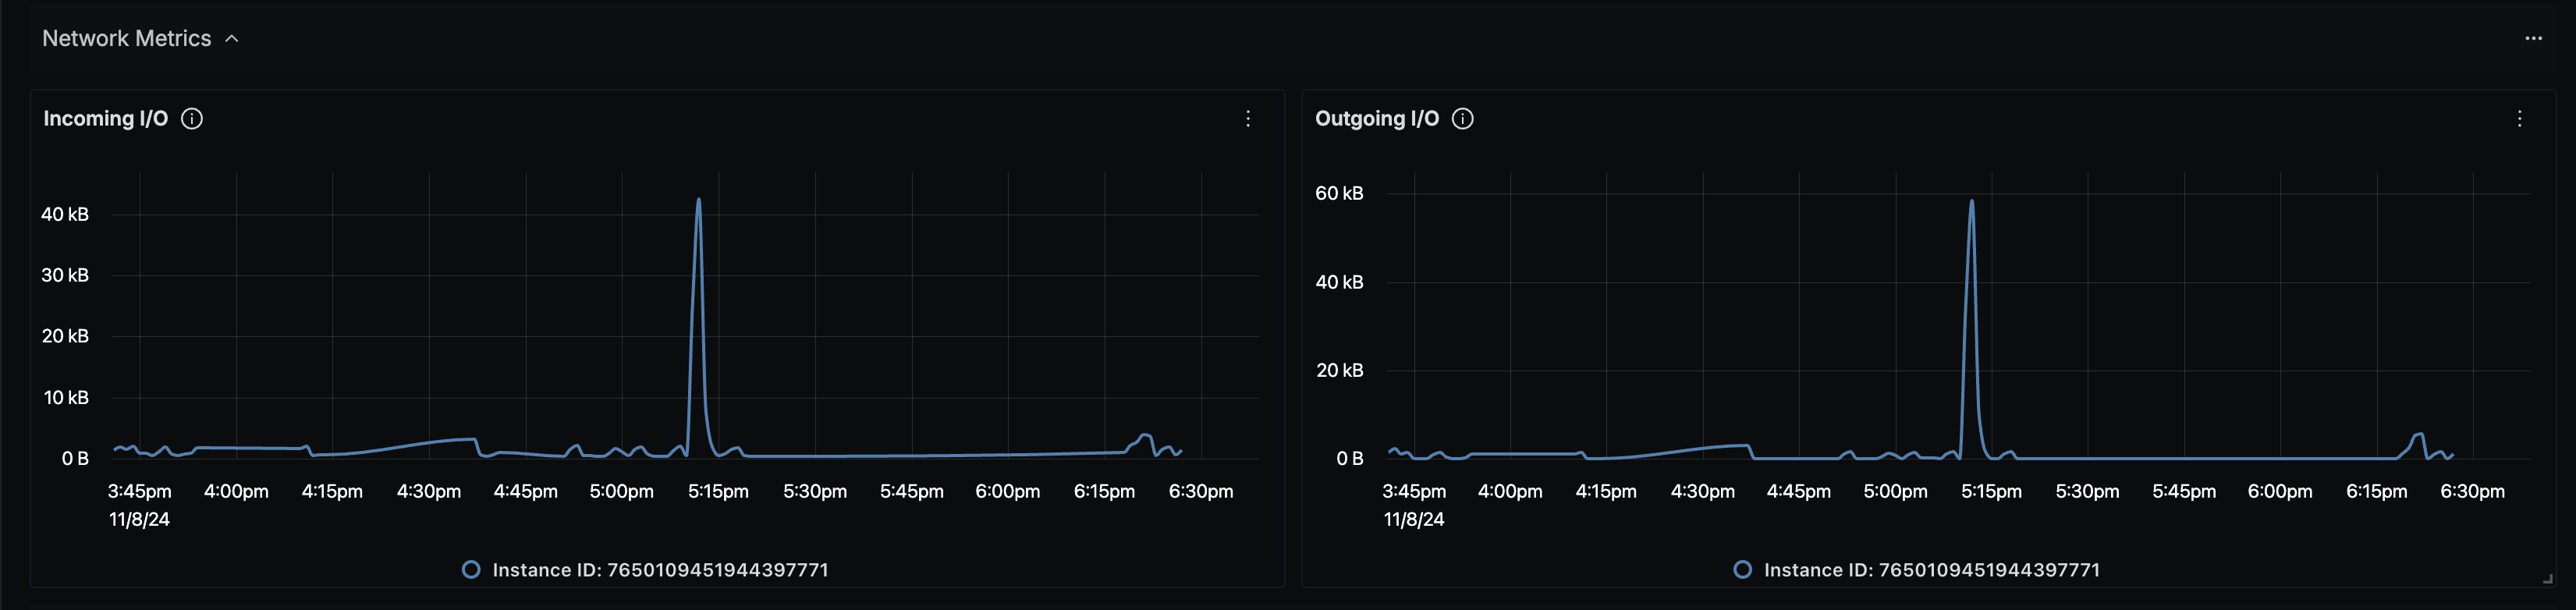 Network Metrics
Incoming I/O
40 kB
30 kB
20 kB
10 kB
0 B
3:45pm 4:00pm 4:15pm 4:30pm 4:45pm 5:00pm 5:15pm 5:30pm 5:45pm 6:00pm 6:15pm 6:30pm
11/8/24
Instance ID: 7650109451944397771
Outgoing I/O
60 kB
40 kB
20 kB
0 B
3:45pm 4:00pm 4:15pm 4:30pm 4:45pm 5:00pm 5:15pm 5:30pm 5:45pm 6:00pm 6:15pm 6:30pm
11/8/24
Instance ID: 7650109451944397771